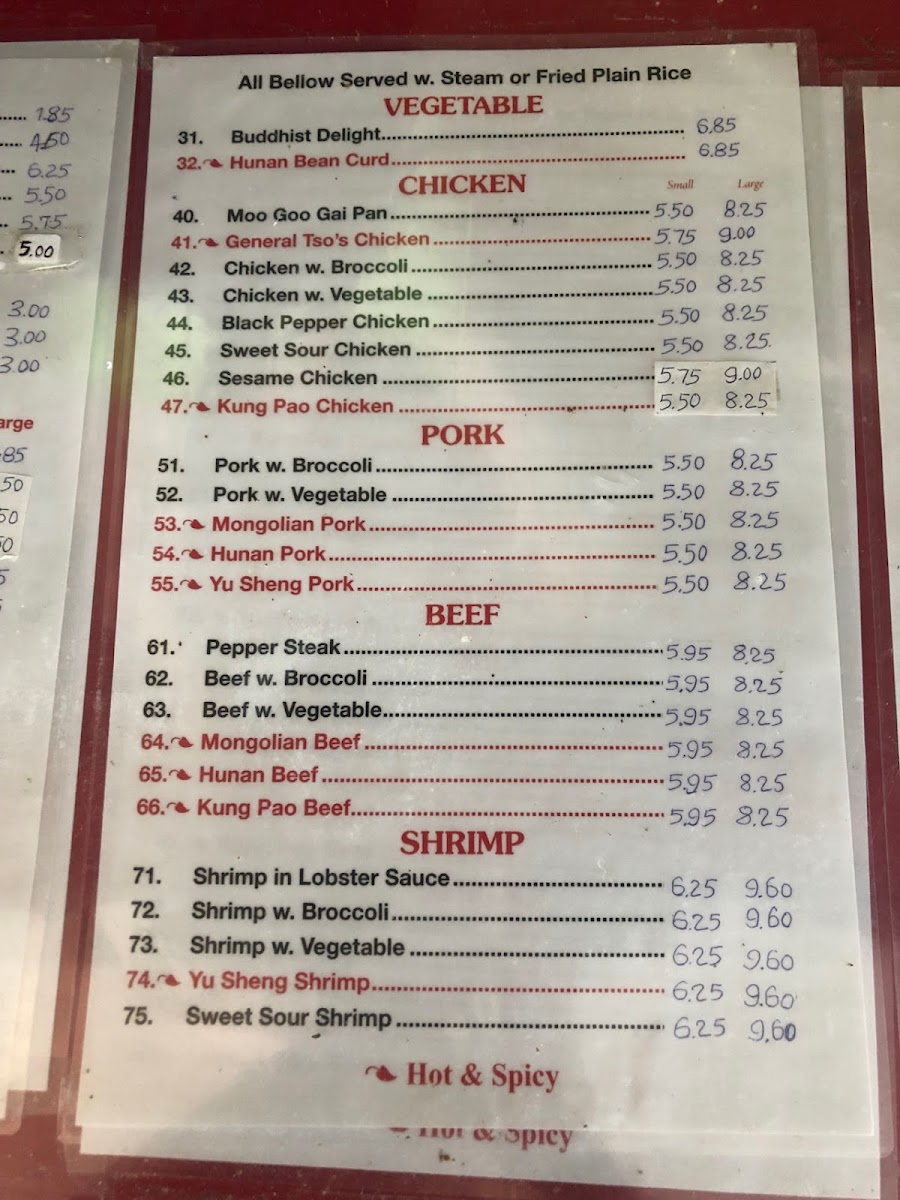 1.85
4.50
6.25
5.50
5.75
5.00
3.00
3.00
3.00
arge
85
50
50
All Bellow Served w. Steam or Fried Plain Rice
VEGETABLE
31. Buddhist Delight 6.85
32. Hunan Bean Curd 6.85
CHICKEN Small Large
40. Moo Goo Gai Pan 5.50 8.25
41. General Tso's Chicken 5.75 9.00
42. Chicken w. Broccoli 5.50 8.25
43. Chicken w. Vegetable 5.50 8.25
44. Black Pepper Chicken 5.50 8.25
45. Sweet Sour Chicken 5.50 8.25
46. Sesame Chicken 5.75 9.00
47. Kung Pao Chicken 5.50 8.25
PORK
51. Pork w. Broccoli 5.50 8.25
52. Pork w. Vegetable 5.50 8.25
53. Mongolian Pork 5.50 8.25
54. Hunan Pork 5.50 8.25
55. Yu Sheng Pork 5.50 8.25
BEEF
61. Pepper Steak 5.95 8.25
62. Beef w. Broccoli 5.95 8.25
63. Beef w. Vegetable 5.95 8.25
64. Mongolian Beef 5.95 8.25
65. Hunan Beef 5.95 8.25
66. Kung Pao Beef 5.95 8.25
SHRIMP
71. Shrimp in Lobster Sauce 6.25 9.60
72. Shrimp w. Broccoli 6.25 9.60
73. Shrimp w. Vegetable 6.25 9.60
74. Yu Sheng Shrimp 6.25 9.60
75. Sweet Sour Shrimp 6.25 9.60
Hot & Spicy
Hot & Spicy